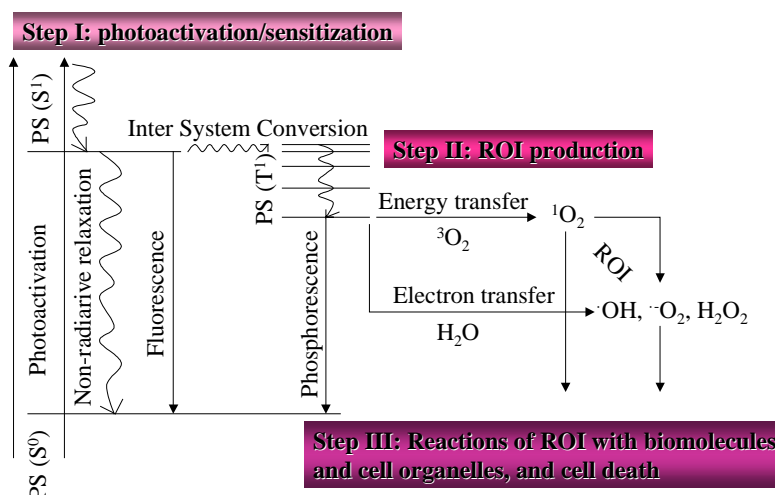 Step I: photoactivation/sensitization
PS (S¹)
Inter System Conversion
Step II: ROI production
PS (T¹)
Energy transfer
³O₂
¹O₂
ROI
Photoactivation
Non-radiarive relaxation
Fluorescence
Phosphorescence
Electron transfer
H₂O
·OH, ·-O₂, H₂O₂
PS (S⁰)
Step III: Reactions of ROI with biomolecules
and cell organelles, and cell death